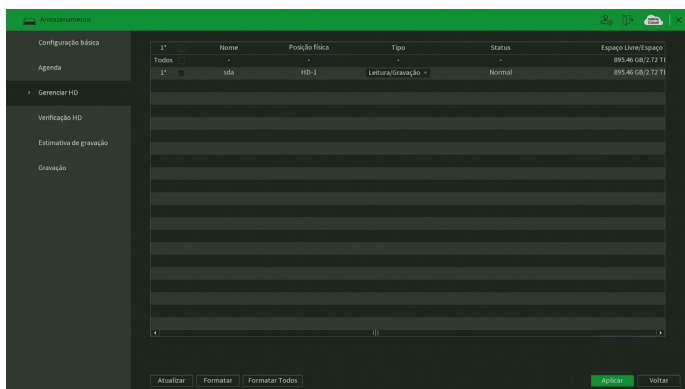 Armazenamento
Configuração básica
Agenda
> Gerenciar HD
Verificação HD
Estimativa de gravação
Gravação
1* Nome Posição física Tipo Status Espaço Livre/Espaço
Todos - - - - 895.46 GB/2.72 TI
1* sda HD-1 Leitura/Gravação Normal 895.46 GB/2.72 TI
Atualizar Formatar Formatar Todos Aplicar Voltar